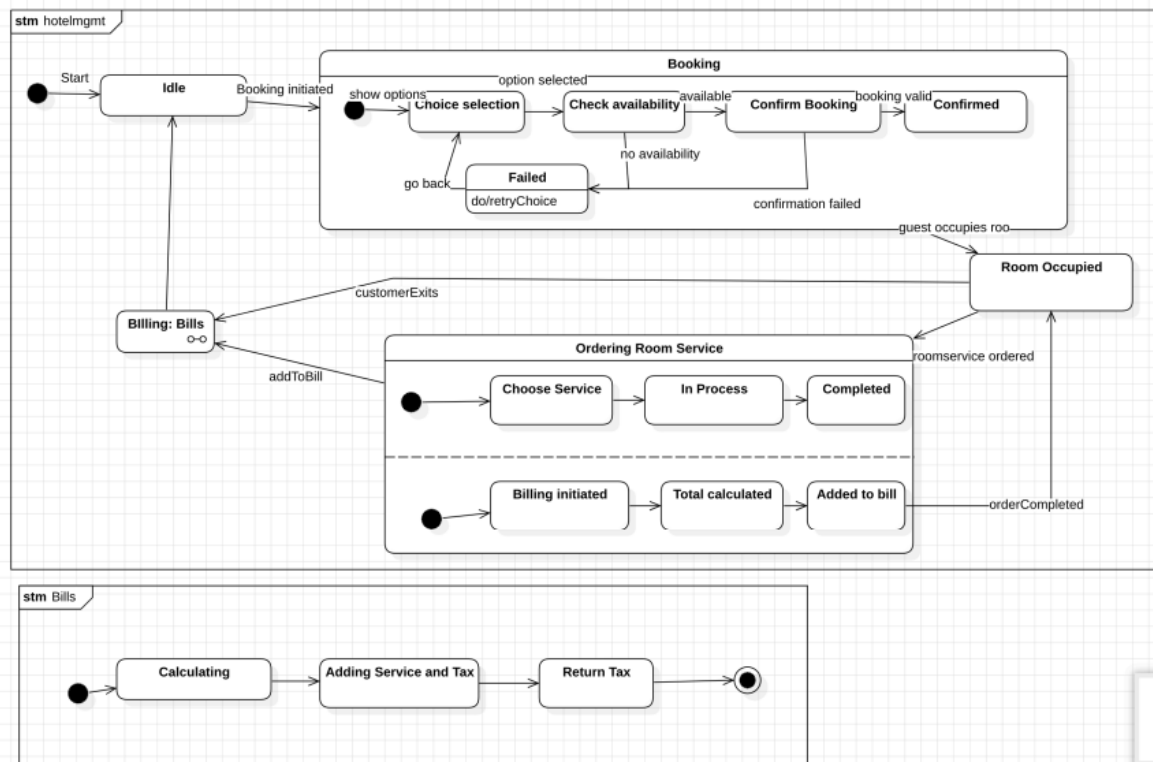 stm hotelmgmt
Booking
Start
Idle
Booking initiated
show options
option selected
Choice selection
Check availability
available
Confirm Booking
booking valid
Confirmed
no availability
go back
Failed
do/retryChoice
confirmation failed
guest occupies roo
Room Occupied
customerExits
BIlling: Bills
addToBill
Ordering Room Service
roomservice ordered
Choose Service
In Process
Completed
Billing initiated
Total calculated
Added to bill
orderCompleted
stm Bills
Calculating
Adding Service and Tax
Return Tax